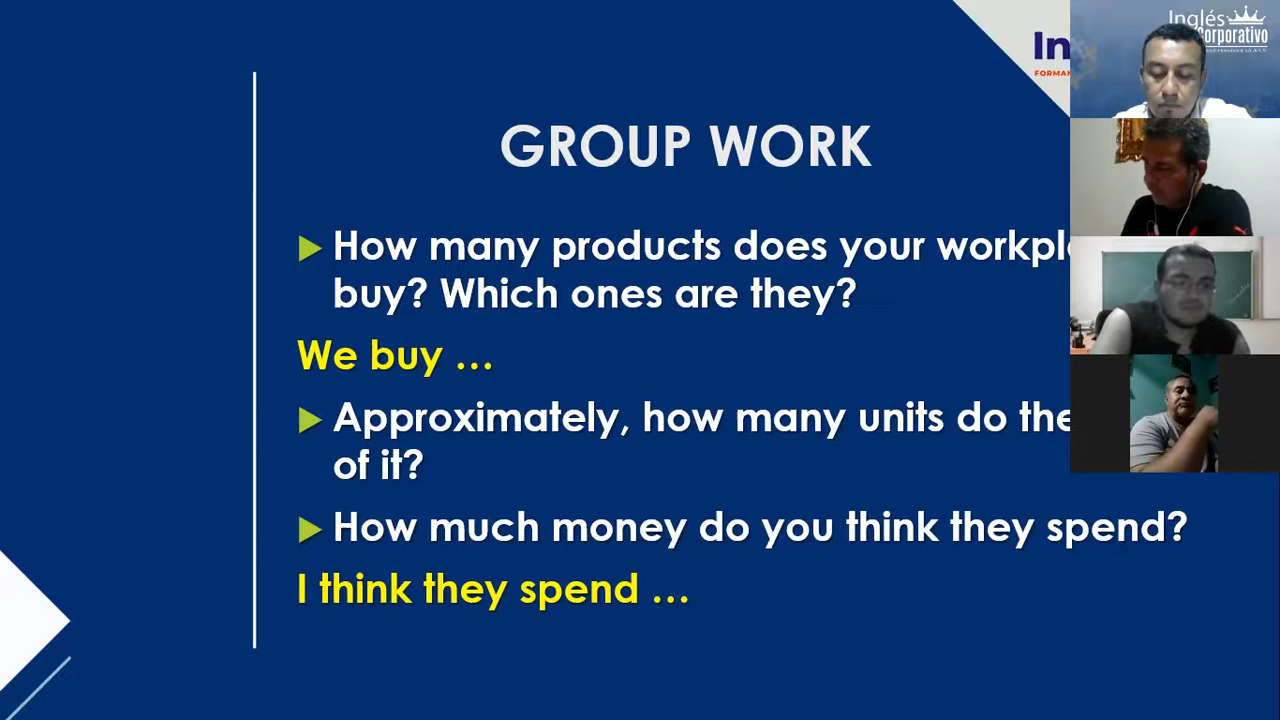 Inglés
Corporativo
In
FORMAN
GROUP WORK
How many products does your workpl
buy? Which ones are they?
We buy ...
Approximately, how many units do the
of it?
How much money do you think they spend?
I think they spend ...